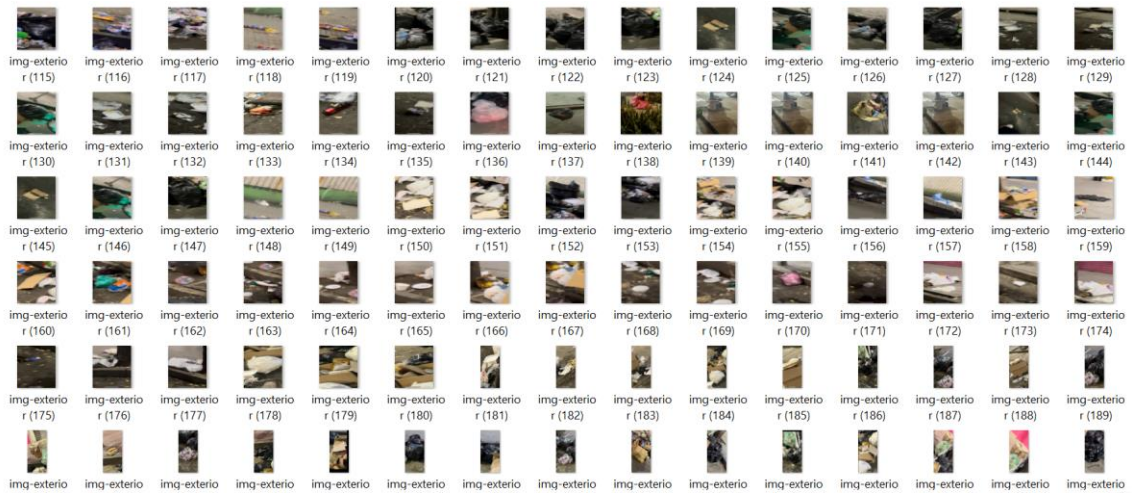 img-exterio img-exterio img-exterio img-exterio img-exterio img-exterio img-exterio img-exterio img-exterio img-exterio img-exterio img-exterio img-exterio img-exterio img-exterio
r (115) r (116) r (117) r (118) r (119) r (120) r (121) r (122) r (123) r (124) r (125) r (126) r (127) r (128) r (129)
img-exterio img-exterio img-exterio img-exterio img-exterio img-exterio img-exterio img-exterio img-exterio img-exterio img-exterio img-exterio img-exterio img-exterio img-exterio
r (130) r (131) r (132) r (133) r (134) r (135) r (136) r (137) r (138) r (139) r (140) r (141) r (142) r (143) r (144)
img-exterio img-exterio img-exterio img-exterio img-exterio img-exterio img-exterio img-exterio img-exterio img-exterio img-exterio img-exterio img-exterio img-exterio img-exterio
r (145) r (146) r (147) r (148) r (149) r (150) r (151) r (152) r (153) r (154) r (155) r (156) r (157) r (158) r (159)
img-exterio img-exterio img-exterio img-exterio img-exterio img-exterio img-exterio img-exterio img-exterio img-exterio img-exterio img-exterio img-exterio img-exterio img-exterio
r (160) r (161) r (162) r (163) r (164) r (165) r (166) r (167) r (168) r (169) r (170) r (171) r (172) r (173) r (174)
img-exterio img-exterio img-exterio img-exterio img-exterio img-exterio img-exterio img-exterio img-exterio img-exterio img-exterio img-exterio img-exterio img-exterio img-exterio
r (175) r (176) r (177) r (178) r (179) r (180) r (181) r (182) r (183) r (184) r (185) r (186) r (187) r (188) r (189)
img-exterio img-exterio img-exterio img-exterio img-exterio img-exterio img-exterio img-exterio img-exterio img-exterio img-exterio img-exterio img-exterio img-exterio img-exterio